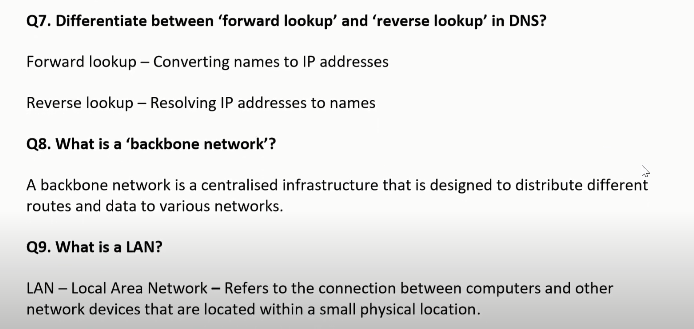 Q7. Differentiate between ‘forward lookup’ and ‘reverse lookup’ in DNS?
Forward lookup – Converting names to IP addresses
Reverse lookup – Resolving IP addresses to names
Q8. What is a ‘backbone network’?
A backbone network is a centralised infrastructure that is designed to distribute different
routes and data to various networks.
Q9. What is a LAN?
LAN – Local Area Network – Refers to the connection between computers and other
network devices that are located within a small physical location.